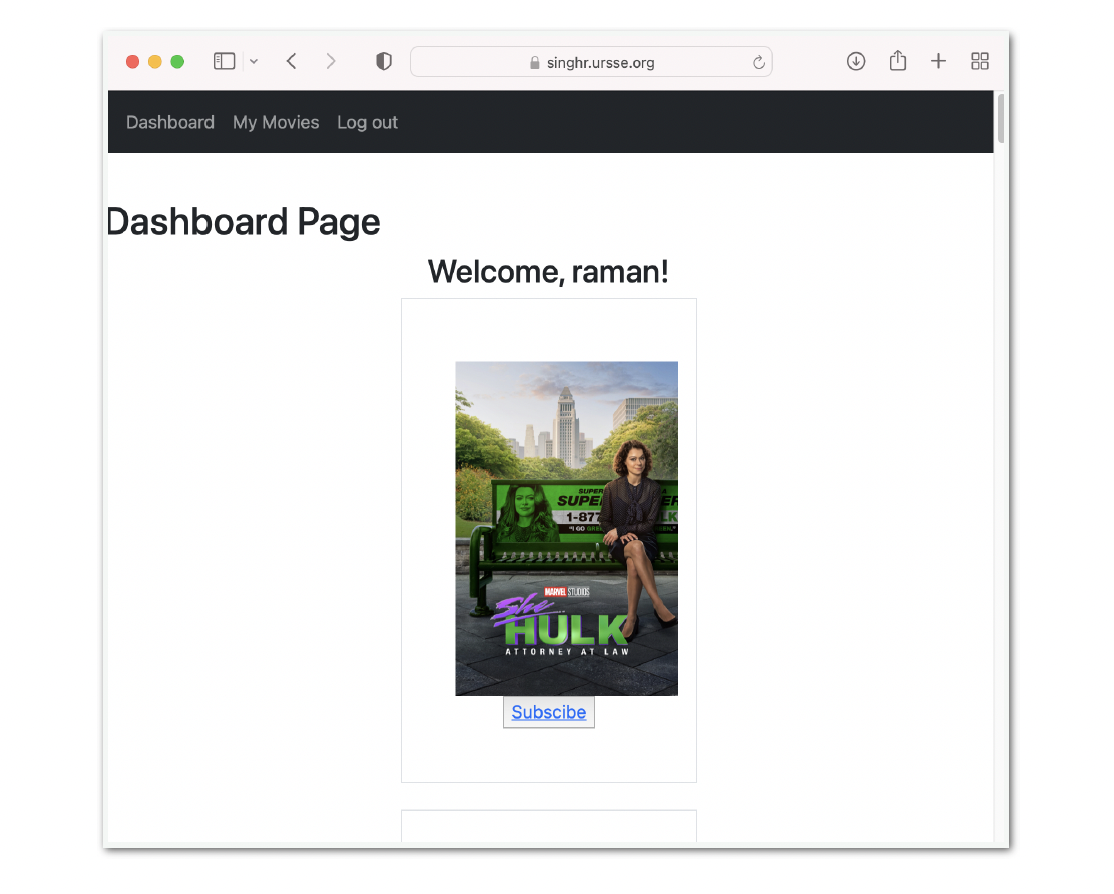 singhr.ursse.org
Dashboard My Movies Log out
Dashboard Page
Welcome, raman!
SUPER
SUPE
1-877
"I GO GREEN
MARVEL STUDIOS
She
HULK
ATTORNEY AT LAW
Subscibe